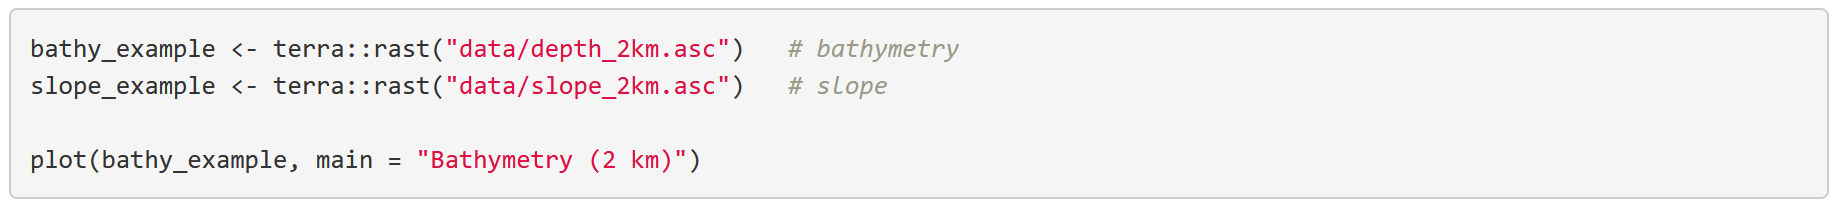 bathy_example <- terra::rast("data/depth_2km.asc")   # bathymetry
slope_example <- terra::rast("data/slope_2km.asc")   # slope
plot(bathy_example, main = "Bathymetry (2 km)")